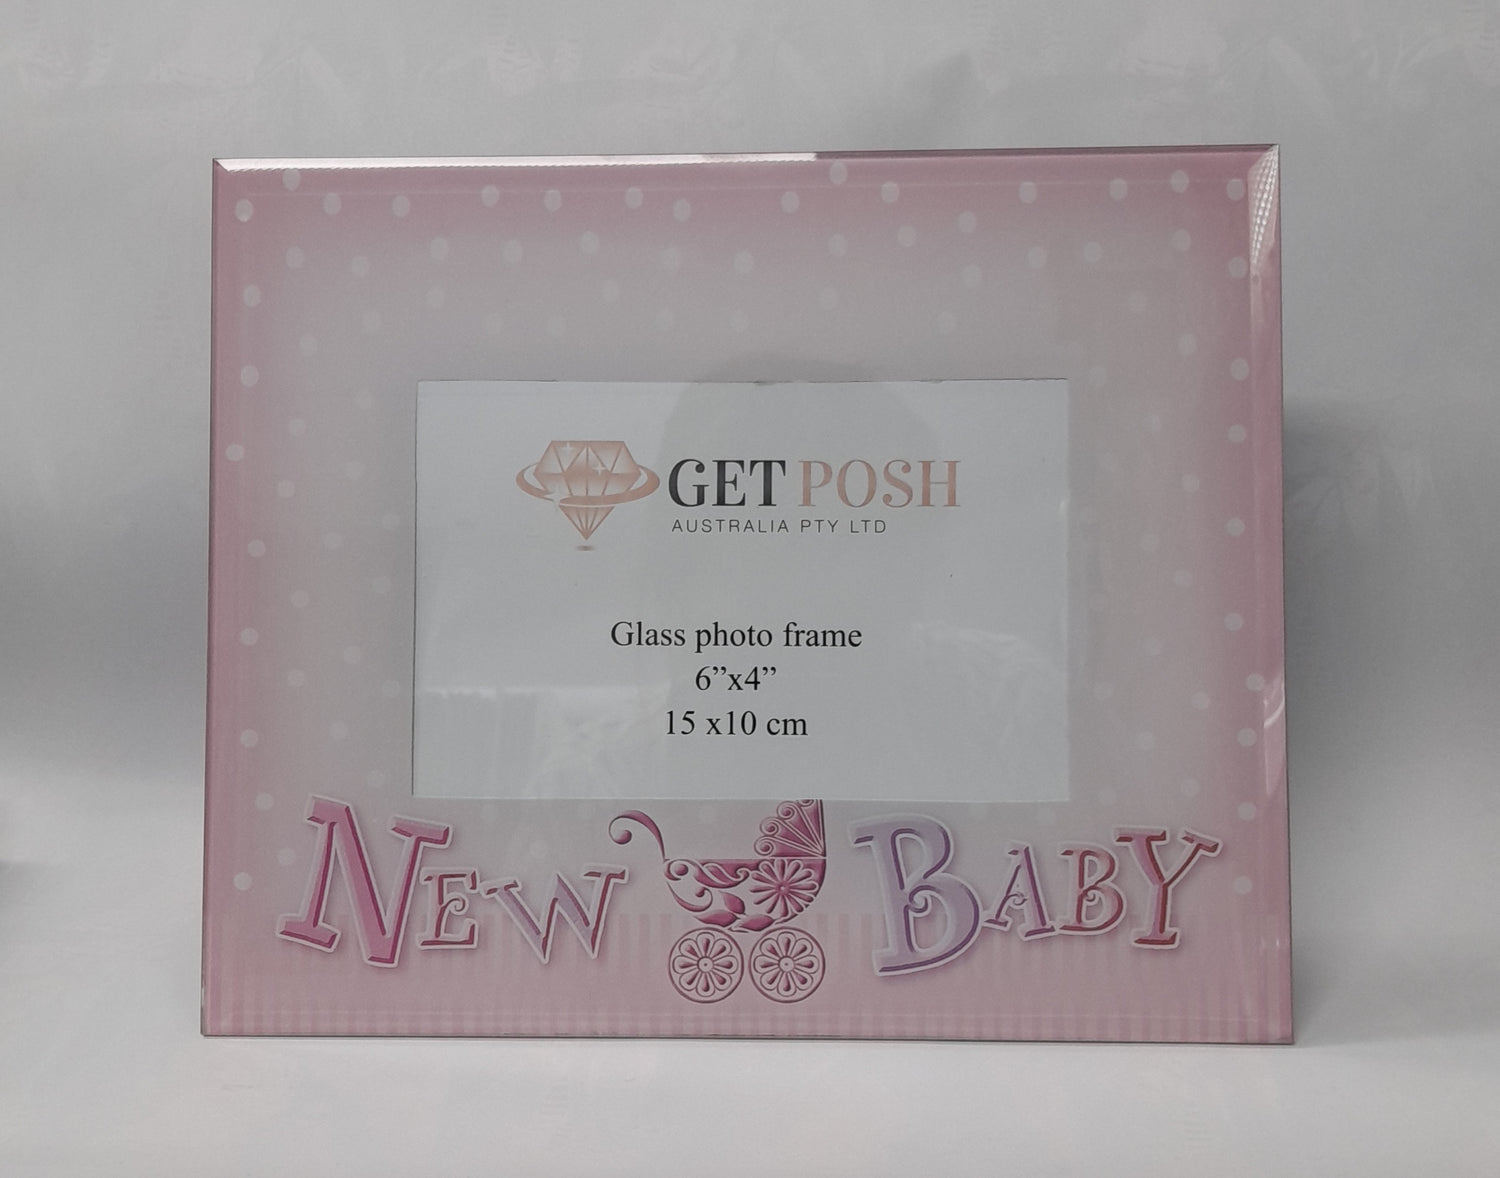 GET POSH
AUSTRALIA PTY LTD
Glass photo frame
6”x4”
15 x10 cm
NEW BABY